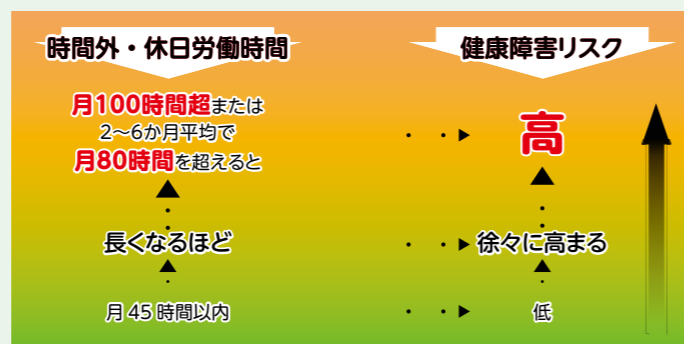 時間外・休日労働時間
健康障害リスク
月100時間超または
2〜6か月平均で
月80時間を超えると
高
長くなるほど
徐々に高まる
月45時間以内
低